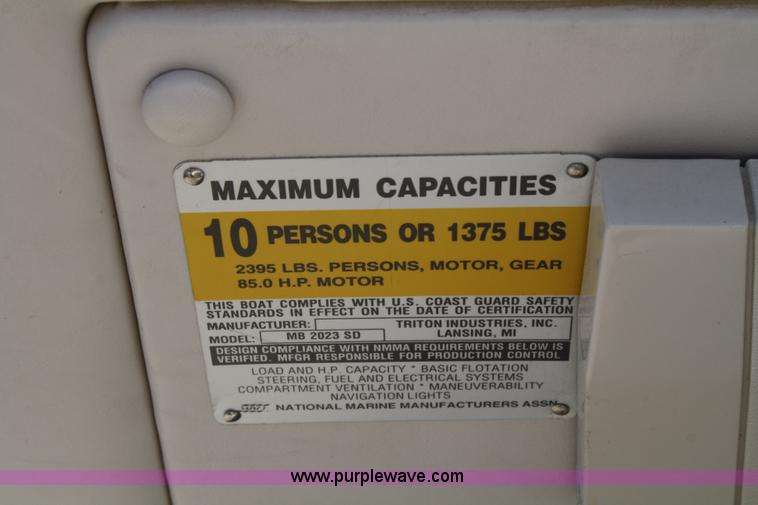 MAXIMUM CAPACITIES
10 PERSONS OR 1375 LBS
2395 LBS. PERSONS, MOTOR, GEAR
85.0 H.P. MOTOR
THIS BOAT COMPLIES WITH U.S. COAST GUARD SAFETY
STANDARDS IN EFFECT ON THE DATE OF CERTIFICATION
MANUFACTURER: TRITON INDUSTRIES, INC.
LANSING, MI
MODEL: MB 2023 SD
DESIGN COMPLIANCE WITH NMMA REQUIREMENTS BELOW IS
VERIFIED. MFGR RESPONSIBLE FOR PRODUCTION CONTROL
LOAD AND H.P. CAPACITY * BASIC FLOTATION
STEERING, FUEL AND ELECTRICAL SYSTEMS
COMPARTMENT VENTILATION * MANEUVERABILITY
NAVIGATION LIGHTS
NATIONAL MARINE MANUFACTURERS ASSN
www.purplewave.com